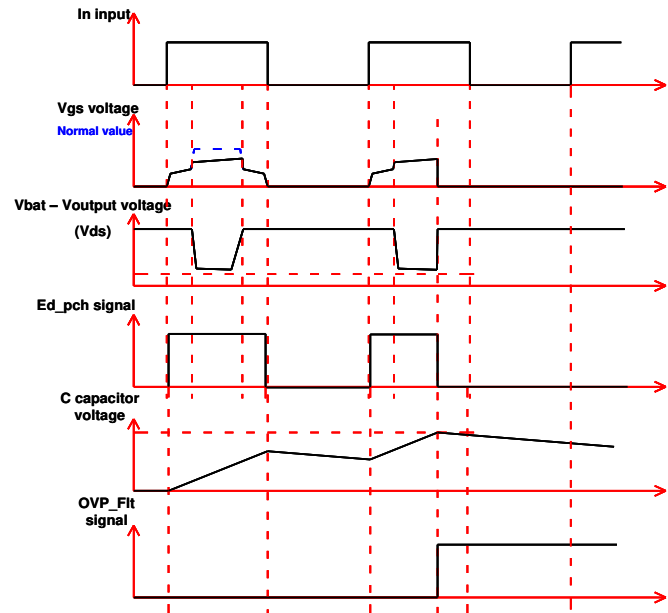 In input
Vgs voltage
Normal value
Vbat – Voutput voltage
(Vds)
Ed_pch signal
C capacitor
voltage
OVP_Flt
signal